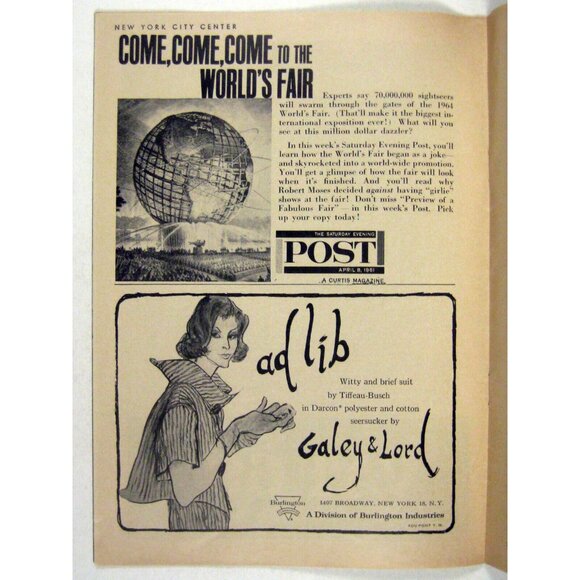 NEW YORK CITY CENTER
COME, COME, COME TO THE
WORLD'S FAIR
Experts say 70,000,000 sightseers
will swarm through the gates of the 1964
World's Fair. (That'll make it the biggest in-
ternational exposition ever!) What will you
see at this million dollar dazzler?
In this week's Saturday Evening Post, you'll
learn how the World's Fair began as a joke—
and skyrocketed into a world-wide promotion.
You'll get a glimpse of how the fair will look
when it's finished. And you'll read why
Robert Moses decided against having "girlie"
shows at the fair! Don't miss "Preview of a
Fabulous Fair" — in this week's Post. Pick
up your copy today!
THE SATURDAY EVENING
POST
APRIL 8, 1961
A CURTIS MAGAZINE
ad lib
Witty and brief suit
by Tiffeau-Busch
in Darcon* polyester and cotton
seersucker by
Galey & Lord
Burlington
1407 BROADWAY, NEW YORK 18, N.Y.
A Division of Burlington Industries
*DU PONT T.M.